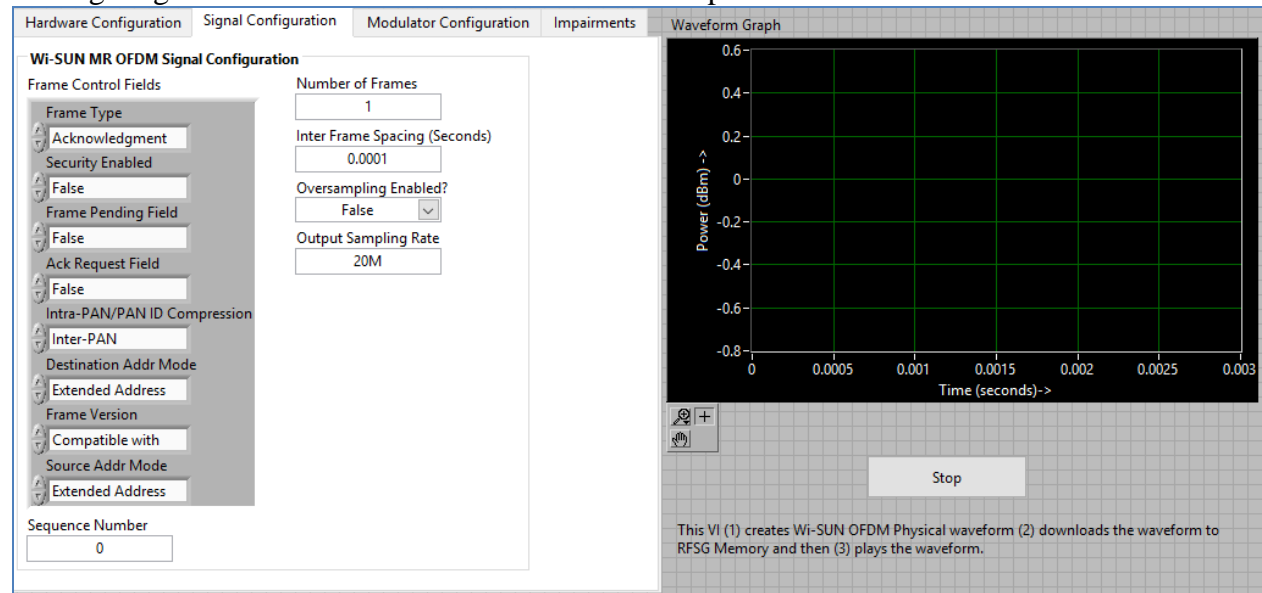 Hardware Configuration
Signal Configuration
Modulator Configuration
Impairments
Wi-SUN MR OFDM Signal Configuration
Frame Control Fields
Frame Type
Acknowledgment
Security Enabled
False
Frame Pending Field
False
Ack Request Field
False
Intra-PAN/PAN ID Compression
Inter-PAN
Destination Addr Mode
Extended Address
Frame Version
Compatible with
Source Addr Mode
Extended Address
Sequence Number
0
Number of Frames
1
Inter Frame Spacing (Seconds)
0.0001
Oversampling Enabled?
False
Output Sampling Rate
20M
Waveform Graph
Power (dBm) ->
0.6
0.4
0.2
0
-0.2
-0.4
-0.6
-0.8
0
0.0005
0.001
0.0015
0.002
0.0025
0.003
Time (seconds)->
Stop
This VI (1) creates Wi-SUN OFDM Physical waveform (2) downloads the waveform to
RFSG Memory and then (3) plays the waveform.